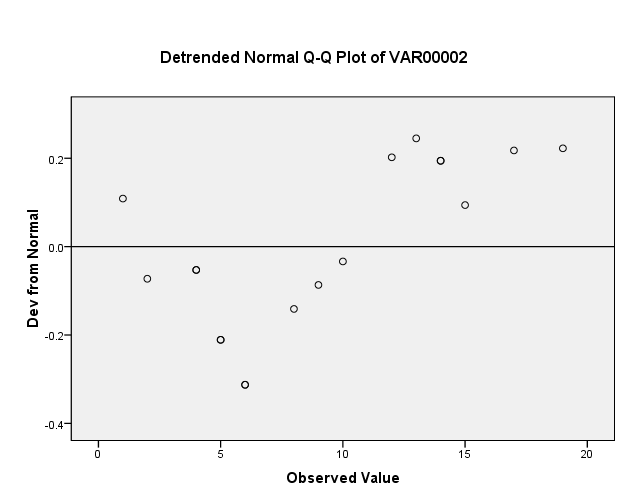 Detrended Normal Q-Q Plot of VAR00002
Dev from Normal
0.2
0.0
-0.2
-0.4
0 5 10 15 20
Observed Value